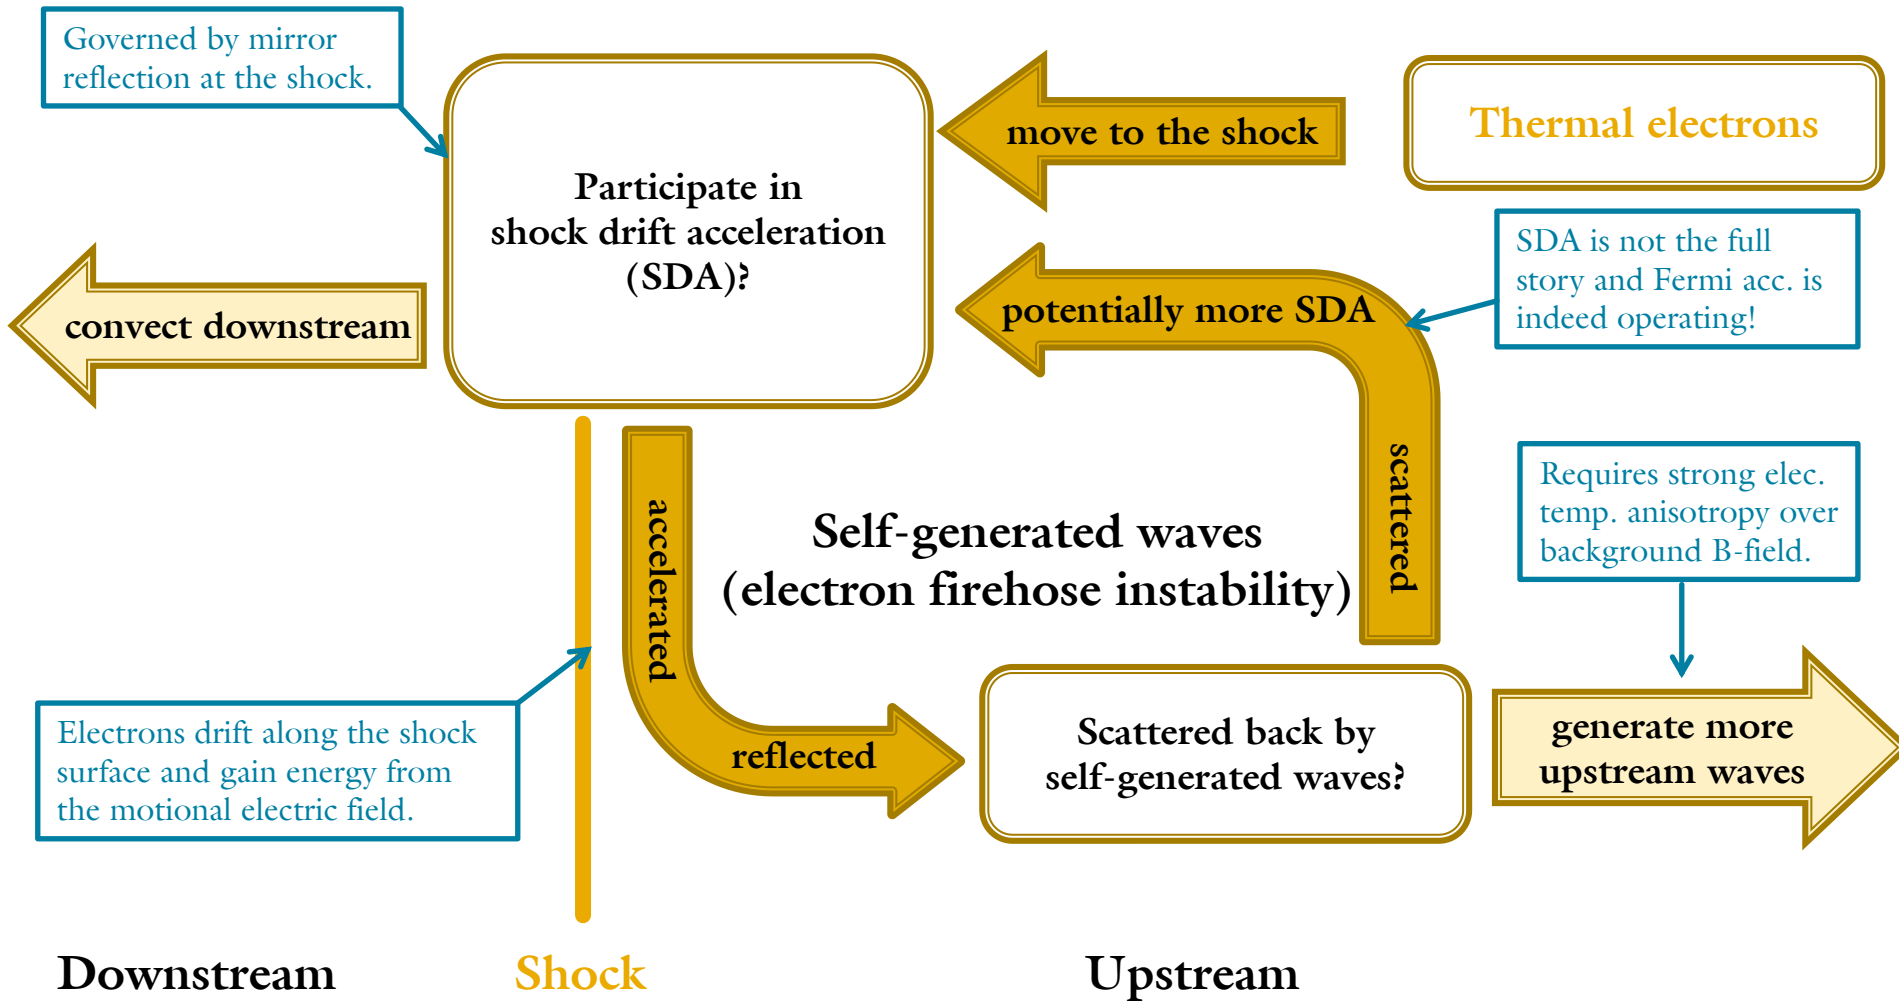 Governed by mirror
reflection at the shock.
Participate in
shock drift acceleration
(SDA)?
move to the shock
Thermal electrons
SDA is not the full
story and Fermi acc. is
indeed operating!
potentially more SDA
convect downstream
scattered
accelerated
Self-generated waves
(electron firehose instability)
Requires strong elec.
temp. anisotropy over
background B-field.
Electrons drift along the shock
surface and gain energy from
the motional electric field.
reflected
Scattered back by
self-generated waves?
generate more
upstream waves
Downstream
Shock
Upstream